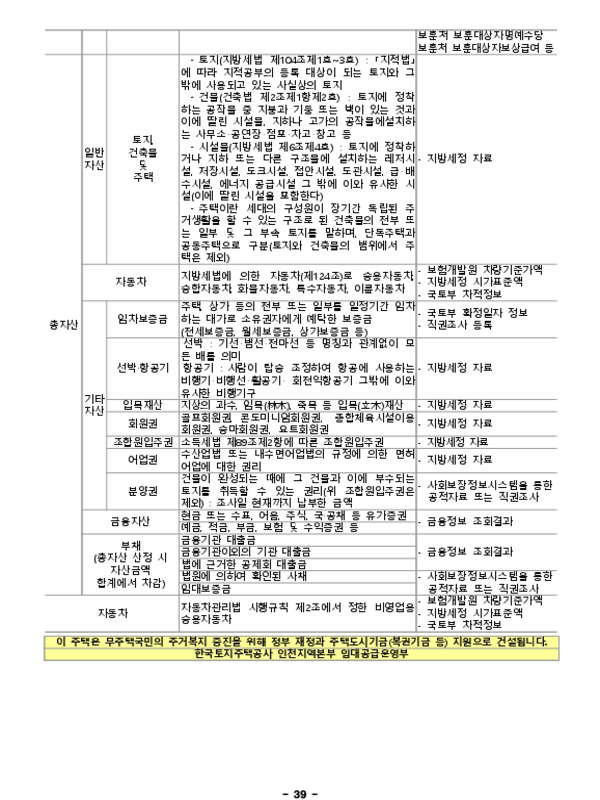 보훈처 보훈대상자명예수당
보훈처 보훈대상자보상급여 등
총자산
일반
자산
토지,
건축물
및
주택
- 토지(지방세법 제104조제1호~3호) : 「지적법」
에 따라 지적공부의 등록 대상이 되는 토지와 그
밖에 사용되고 있는 사실상의 토지
- 건물(건축법 제2조제1항제2호) : 토지에 정착
하는 공작물 중 지붕과 기둥 또는 벽이 있는 것과
이에 딸린 시설물, 지하나 고가의 공작물에설치하
는 사무소·공연장·점포·차고·창고 등
- 시설물(지방세법 제6조제4호) : 토지에 정착하
거나 지하 또는 다른 구조물에 설치하는 레저시
설, 저장시설, 도크시설, 접안시설, 도관시설, 급·배
수시설, 에너지 공급시설 그 밖에 이와 유사한 시
설(이에 딸린 시설을 포함한다)
- 주택이란 세대의 구성원이 장기간 독립된 주
거생활을 할 수 있는 구조로 된 건축물의 전부 또
는 일부 및 그 부속 토지를 말하며, 단독주택과
공동주택으로 구분(토지와 건축물의 범위에서 주
택은 제외)
- 지방세정 자료
자동차
지방세법에 의한 자동차(제124조)로 승용자동차,
승합자동차, 화물자동차, 특수자동차, 이륜자동차
- 보험개발원 차량기준가액
- 지방세정 시가표준액
- 국토부 차적정보
기타
자산
임차보증금
주택, 상가 등의 전부 또는 일부를 일정기간 임차
하는 대가로 소유권자에게 예탁한 보증금
(전세보증금, 월세보증금, 상가보증금 등)
- 국토부 확정일자 정보
- 직권조사 등록
선박·항공기
선박 : 기선·범선·전마선 등 명칭과 관계없이 모
든 배를 의미
항공기 : 사람이 탑승 조정하여 항공에 사용하는
비행기·비행선·활공기· 회전익항공기 그밖에 이와
유사한 비행기구
- 지방세정 자료
입목재산
지상의 과수, 임목(林木), 죽목 등 입목(立木)재산
- 지방세정 자료
회원권
골프회원권, 콘도미니엄회원권, 종합체육시설이용
회원권, 승마회원권, 요트회원권
- 지방세정 자료
조합원입주권
소득세법 제89조제2항에 따른 조합원입주권
- 지방세정 자료
어업권
수산업법 또는 내수면어업법의 규정에 의한 면허
어업에 대한 권리
- 지방세정 자료
분양권
건물이 완성되는 때에 그 건물과 이에 부수되는
토지를 취득할 수 있는 권리(위 조합원입주권은
제외) : 조사일 현재까지 납부한 금액
- 사회보장정보시스템을 통한
공적자료 또는 직권조사
금융자산
현금 또는 수표, 어음, 주식, 국·공채 등 유가증권
예금, 적금, 부금, 보험 및 수익증권 등
- 금융정보 조회결과
부채
(총자산 산정 시
자산금액
합계에서 차감)
금융기관 대출금
금융기관이외의 기관 대출금
법에 근거한 공제회 대출금
- 금융정보 조회결과
법원에 의하여 확인된 사채
임대보증금
- 사회보장정보시스템을 통한
공적자료 또는 직권조사
자동차
자동차관리법 시행규칙 제2조에서 정한 비영업용
승용자동차
- 보험개발원 차량기준가액
- 지방세정 시가표준액
- 국토부 차적정보
이 주택은 무주택국민의 주거복지 증진을 위해 정부 재정과 주택도시기금(복권기금 등) 지원으로 건설됩니다.
한국토지주택공사 인천지역본부 임대공급운영부
- 39 -